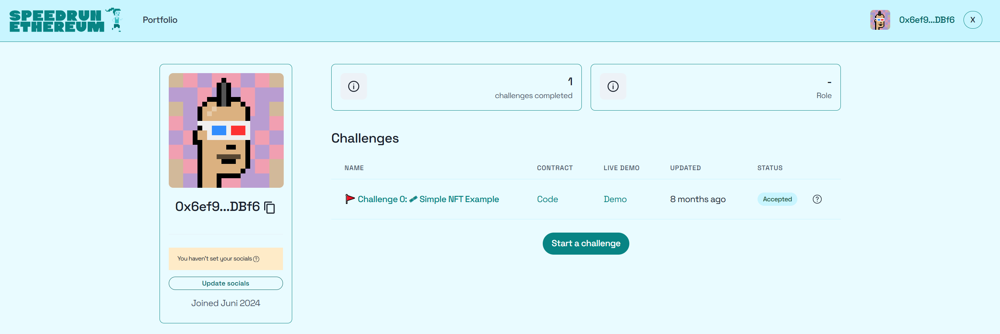 SPEEDRUN
ETHEREUM
Portfolio
0x6ef9...DBf6
X
0x6ef9...DBf6
You haven't set your socials
Update socials
Joined Juni 2024
1
challenges completed
-
Role
Challenges
NAME CONTRACT LIVE DEMO UPDATED STATUS
Challenge 0: Simple NFT Example Code Demo 8 months ago Accepted
Start a challenge